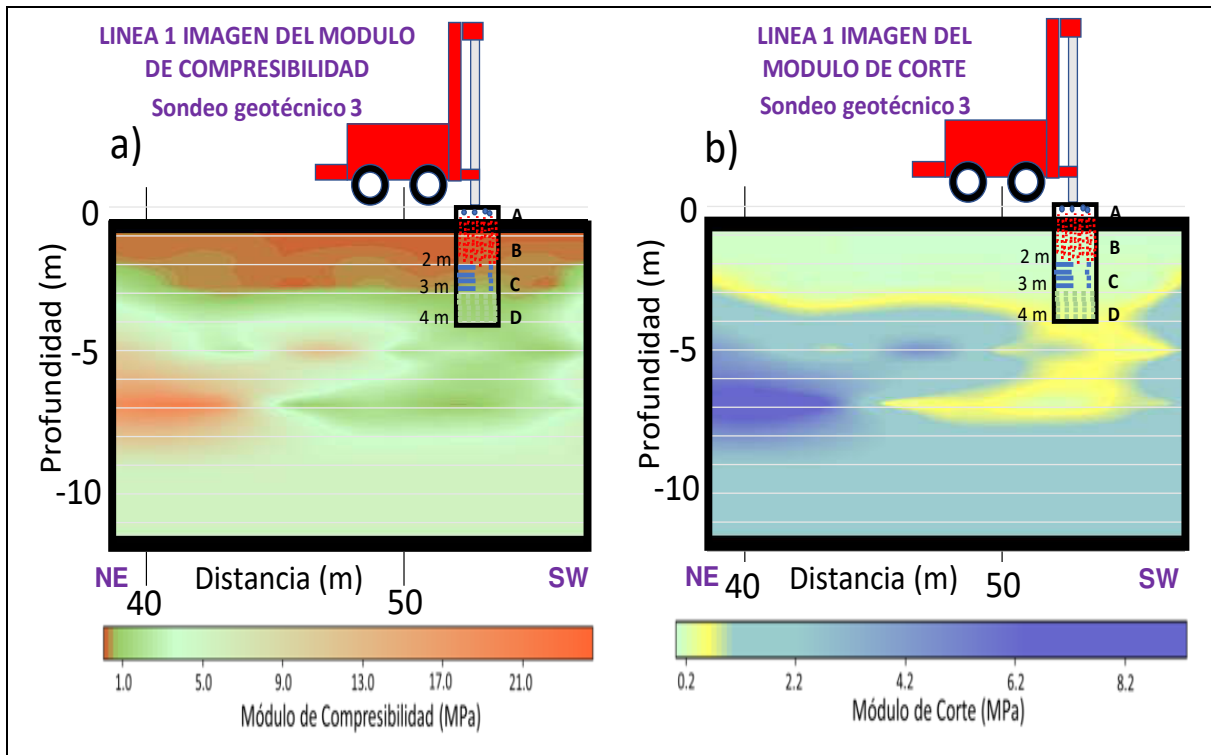 LINEA 1 IMAGEN DEL MODULO
DE COMPRESIBILIDAD
Sondeo geotécnico 3
a)
0
-5
-10
Profundidad (m)
A
B
C
D
2 m
3 m
4 m
NE
Distancia (m)
SW
40
50
1.0 5.0 9.0 13.0 17.0 21.0
Módulo de Compresibilidad (MPa)
LINEA 1 IMAGEN DEL
MODULO DE CORTE
Sondeo geotécnico 3
b)
0
-5
-10
Profundidad (m)
A
B
C
D
2 m
3 m
4 m
NE
Distancia (m)
SW
40
50
0.2 2.2 4.2 6.2 8.2
Módulo de Corte (MPa)